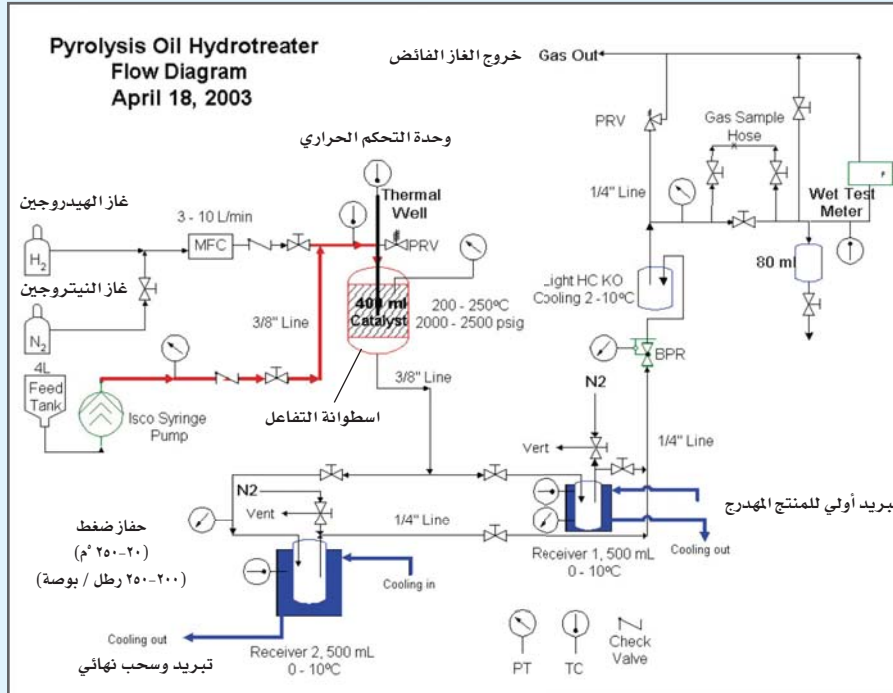 Pyrolysis Oil Hydrotreater
Flow Diagram
April 18, 2003
خروج الغاز الفائض
Gas Out
PRV
Gas Sample
Hose
1/4" Line
Wet Test
Meter
80 ml
وحدة التحكم الحراري
Thermal
Well
PRV
غاز الهيدروجين
3 - 10 L/min
MFC
H2
غاز النيتروجين
N2
3/8" Line
400 ml
Catalyst
200 - 250ºC
2000 - 2500 psig
Light HC KO
Cooling 2 -10ºC
BPR
4L
Feed
Tank
Isco Syringe
Pump
اسطوانة التفاعل
3/8" Line
N2
Vert
1/4" Line
تبريد أولي للمنتج المهدرج
Cooling out
Receiver 1, 500 mL
0 - 10ºC
N2
Vent
1/4" Line
حفاز ضغط
(٢٠-٢٥٠ °م)
(٢٠٠-٢٥٠ رطل / بوصة)
Cooling in
Cooling out
تبريد وسحب نهائي
Receiver 2, 500 mL
0 - 10ºC
PT
TC
Check
Valve